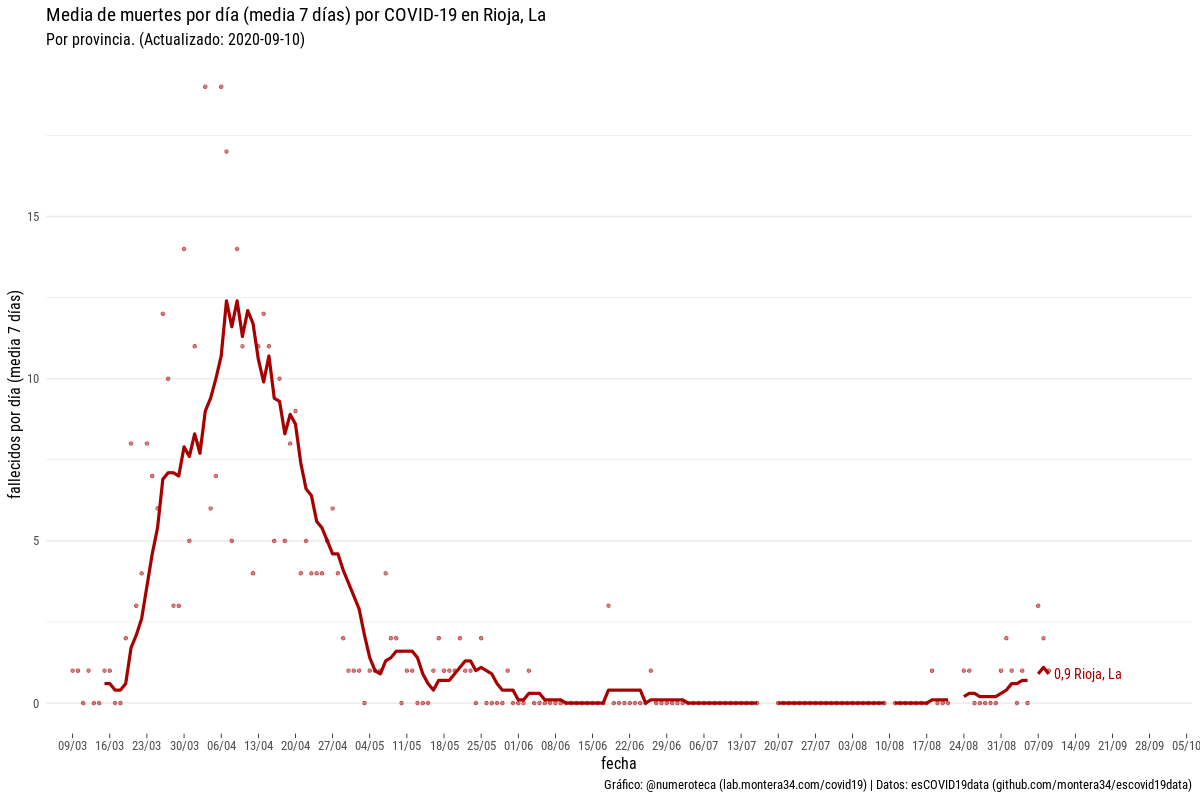 Media de muertes por día (media 7 días) por COVID-19 en Rioja, La
Por provincia. (Actualizado: 2020-09-10)
fallecidos por día (media 7 días)
15
10
5
0
0,9 Rioja, La
09/03 16/03 23/03 30/03 06/04 13/04 20/04 27/04 04/05 11/05 18/05 25/05 01/06 08/06 15/06 22/06 29/06 06/07 13/07 20/07 27/07 03/08 10/08 17/08 24/08 31/08 07/09 14/09 21/09 28/09 05/10
fecha
Gráfico: @numeroteca (lab.montera34.com/covid19) | Datos: esCOVID19data (github.com/montera34/escovid19data)